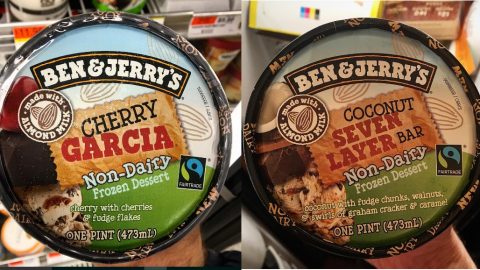 BEN & JERRY'S
made with
ALMOND MILK
CHERRY
GARCIA
Non-Dairy
Frozen Dessert
FAIRTRADE
cherry with cherries
& fudge flakes
ONE PINT (473mL)
BEN & JERRY'S
made with
ALMOND MILK
COCONUT
SEVEN
LAYER BAR
Non-Dairy
Frozen Dessert
FAIRTRADE
coconut with fudge chunks, walnuts,
& swirls of graham cracker & caramel
ONE PINT (473mL)